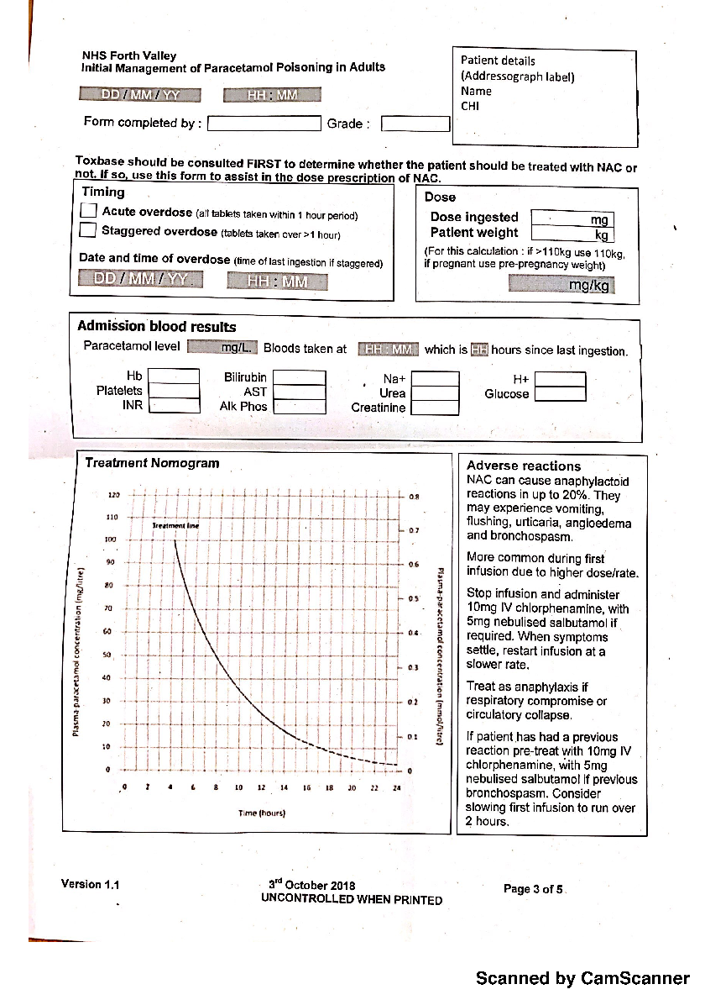 NHS Forth Valley
Initial Management of Paracetamol Poisoning in Adults
DD / MM / YY HH : MM
Form completed by : Grade :
Patient details
(Addressograph label)
Name
CHI
Toxbase should be consulted FIRST to determine whether the patient should be treated with NAC or
not. If so, use this form to assist in the dose prescription of NAC.
Timing
Acute overdose (all tablets taken within 1 hour period)
Staggered overdose (tablets taken over >1 hour)
Date and time of overdose (time of last ingestion if staggered)
DD / MM / YY HH : MM
Dose
Dose ingested mg
Patient weight kg
(For this calculation : if >110kg use 110kg,
if pregnant use pre-pregnancy weight)
mg/kg
Admission blood results
Paracetamol level mg/L. Bloods taken at HH : MM which is HH hours since last ingestion.
Hb Bilirubin Na+ H+
Platelets AST Urea Glucose
INR Alk Phos Creatinine
Treatment Nomogram
Treatment line
Plasma-paracetamol concentration (mg/litre)
120
110
100
90
80
70
60
50
40
30
20
10
0
0.8
0.7
0.6
0.5
0.4
0.3
0.2
0.1
0
Plasma-paracetamol concentration (mmol/litre)
0 2 4 6 8 10 12 14 16 18 20 22 24
Time (hours)
Adverse reactions
NAC can cause anaphylactoid
reactions in up to 20%. They
may experience vomiting,
flushing, urticaria, angioedema
and bronchospasm.
More common during first
infusion due to higher dose/rate.
Stop infusion and administer
10mg IV chlorphenamine, with
5mg nebulised salbutamol if
required. When symptoms
settle, restart infusion at a
slower rate.
Treat as anaphylaxis if
respiratory compromise or
circulatory collapse.
If patient has had a previous
reaction pre-treat with 10mg IV
chlorphenamine, with 5mg
nebulised salbutamol if previous
bronchospasm. Consider
slowing first infusion to run over
2 hours.
Version 1.1
3rd October 2018
UNCONTROLLED WHEN PRINTED
Page 3 of 5
Scanned by CamScanner